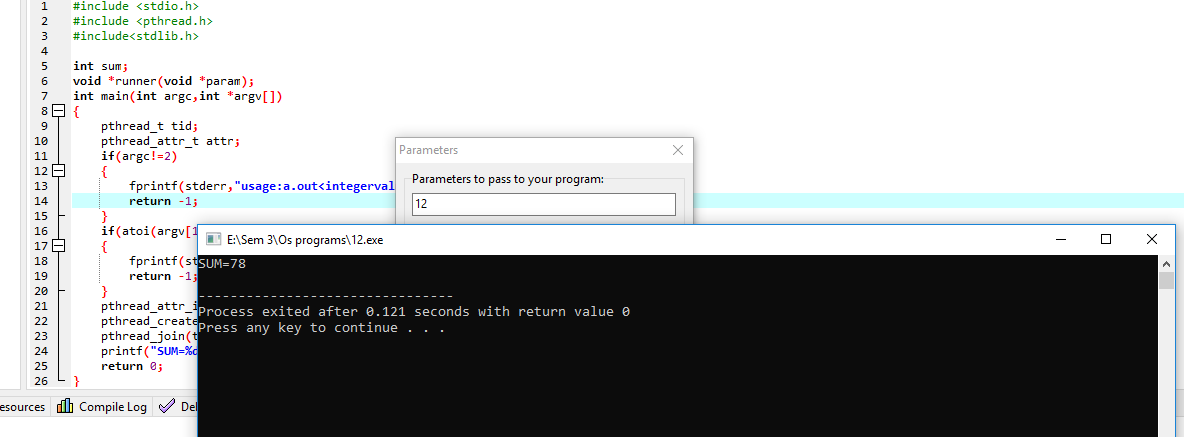 1 #include <stdio.h>
2 #include <pthread.h>
3 #include<stdlib.h>
4
5 int sum;
6 void *runner(void *param);
7 int main(int argc,int *argv[])
8 {
9 pthread_t tid;
10 pthread_attr_t attr;
11 if(argc!=2)
12 {
13 fprintf(stderr,"usage:a.out<integerval
14 return -1;
15 }
16 if(atoi(argv[1
17 {
18 fprintf(st
19 return -1;
20 }
21 pthread_attr_i
22 pthread_create
23 pthread_join(t
24 printf("SUM=%d
25 return 0;
26 }
Parameters
Parameters to pass to your program:
12
E:\Sem 3\Os programs\12.exe
SUM=78
--------------------------------
Process exited after 0.121 seconds with return value 0
Press any key to continue . . .
esources Compile Log Del